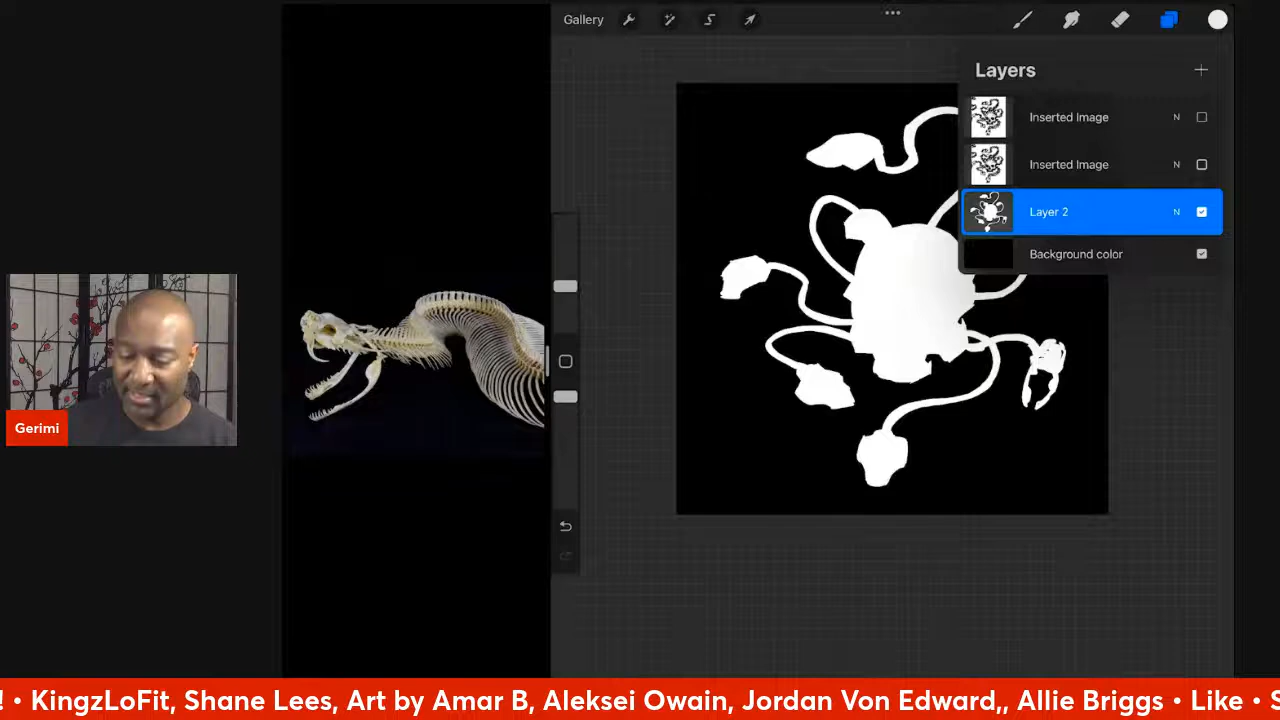 Gallery
Layers
Inserted Image N
Inserted Image N
Layer 2 N
Background color
Gerimi
! • KingzLoFit, Shane Lees, Art by Amar B, Aleksei Owain, Jordan Von Edward,, Allie Briggs • Like • S